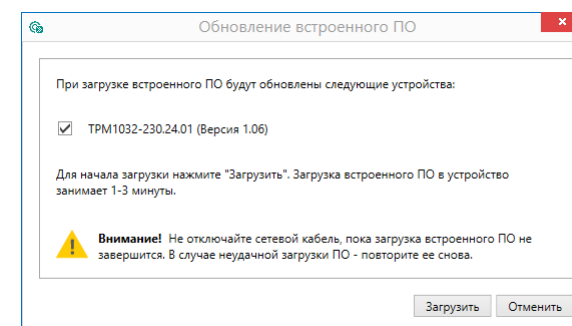 Обновление встроенного ПО
При загрузке встроенного ПО будут обновлены следующие устройства:
ТРМ1032-230.24.01 (Версия 1.06)
Для начала загрузки нажмите "Загрузить". Загрузка встроенного ПО в устройство
занимает 1-3 минуты.
Внимание! Не отключайте сетевой кабель, пока загрузка встроенного ПО не
завершится. В случае неудачной загрузки ПО - повторите ее снова.
Загрузить Отменить